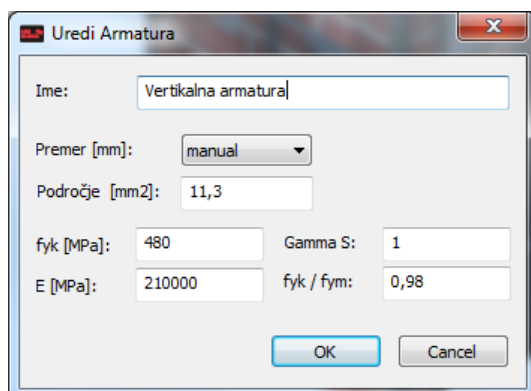 Uredi Armatura
Ime: Vertikalna armatura
Premer [mm]: manual
Področje [mm2]: 11,3
fyk [MPa]: 480 Gamma S: 1
E [MPa]: 210000 fyk / fym: 0,98
OK Cancel